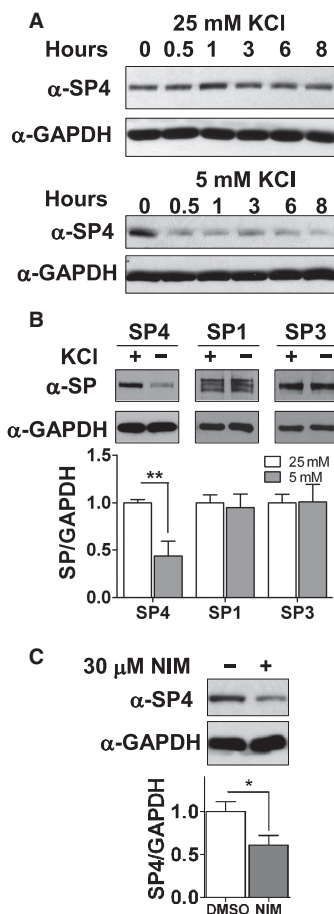 A
25 mM KCl
Hours 0 0.5 1 3 6 8
α-SP4
α-GAPDH
5 mM KCl
Hours 0 0.5 1 3 6 8
α-SP4
α-GAPDH
B
SP4 SP1 SP3
KCl + − + − + −
α-SP
α-GAPDH
SP/GAPDH
1.5
1.0
0.5
0.0
**
25 mM
5 mM
SP4 SP1 SP3
C
30 μM NIM − +
α-SP4
α-GAPDH
SP4/GAPDH
1.0
0.5
0.0
*
DMSO NIM